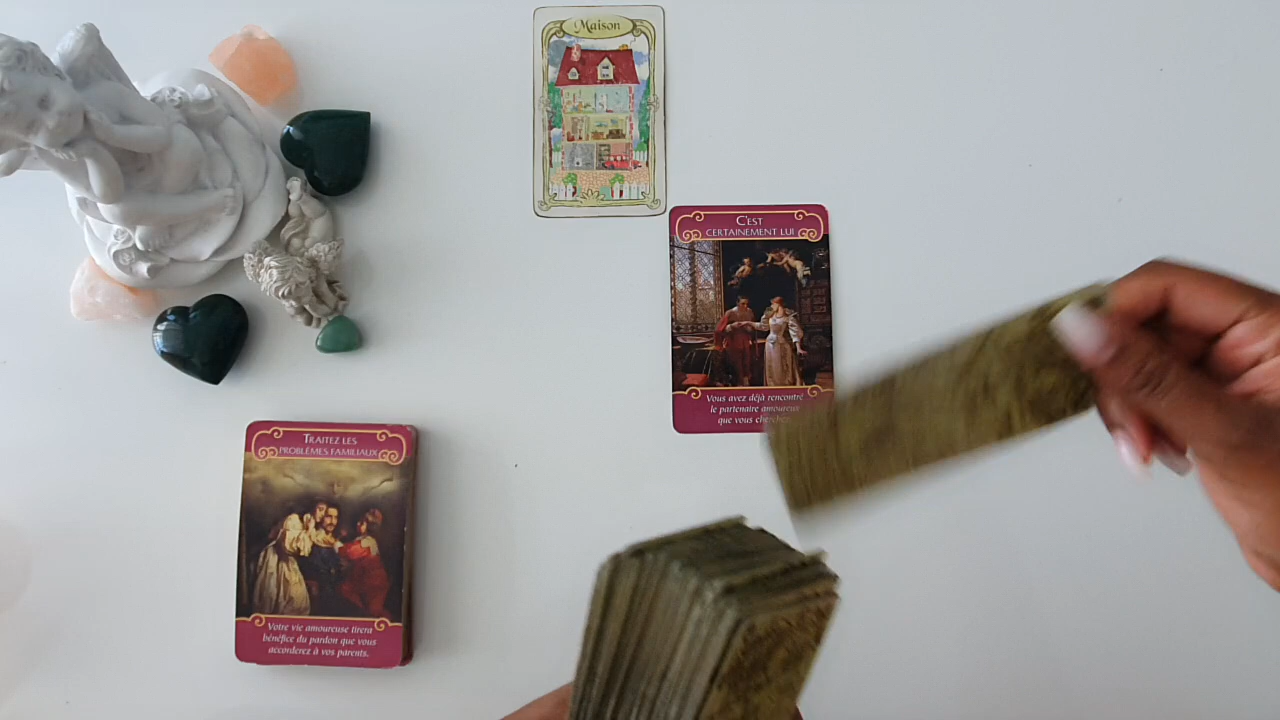 Maison
C'EST
CERTAINEMENT LUI
Vous avez déjà rencontré
le partenaire amoureux
que vous cherchez
TRAITEZ LES
PROBLÈMES FAMILIAUX
Votre vie amoureuse tirera
bénéfice du pardon que vous
accorderez à vos parents.